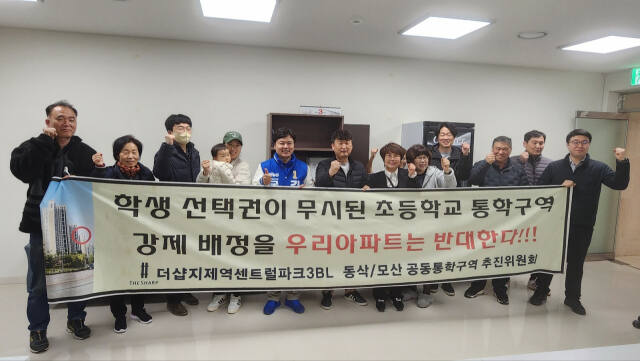 학생 선택권이 무시된 초등학교 통학구역
강제 배정을 우리아파트는 반대한다!!!
# 더샵지제역센트럴파크3BL 동삭/모산 공동통학구역 추진위원회
THE SHARP